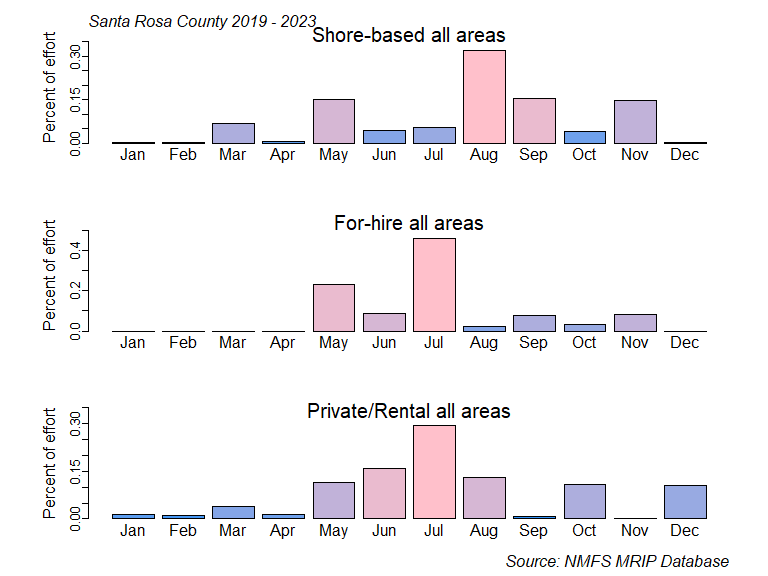 Santa Rosa County 2019 - 2023
Shore-based all areas
Percent of effort
0.00 0.15 0.30
Jan Feb Mar Apr May Jun Jul Aug Sep Oct Nov Dec
For-hire all areas
Percent of effort
0.0 0.2 0.4
Jan Feb Mar Apr May Jun Jul Aug Sep Oct Nov Dec
Private/Rental all areas
Percent of effort
0.00 0.15 0.30
Jan Feb Mar Apr May Jun Jul Aug Sep Oct Nov Dec
Source: NMFS MRIP Database